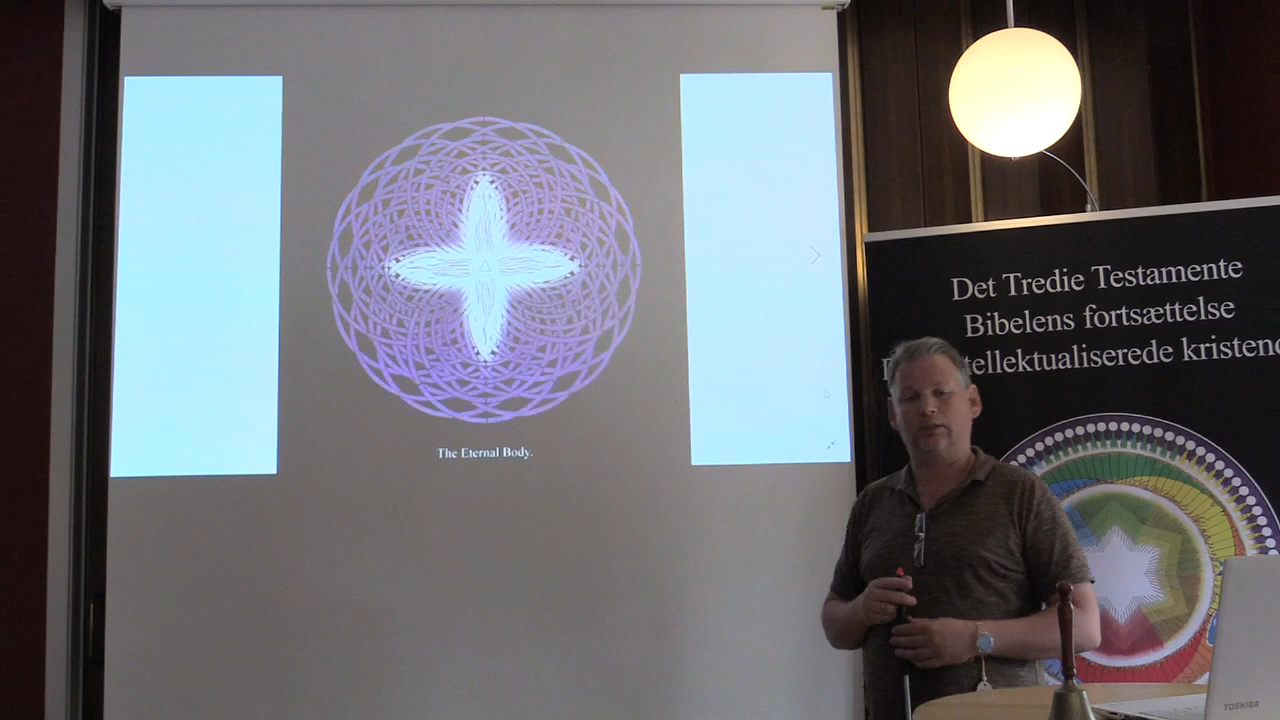 The Eternal Body.
Det Tredie Testamente
Bibelens fortsættelse
TOSHIBA